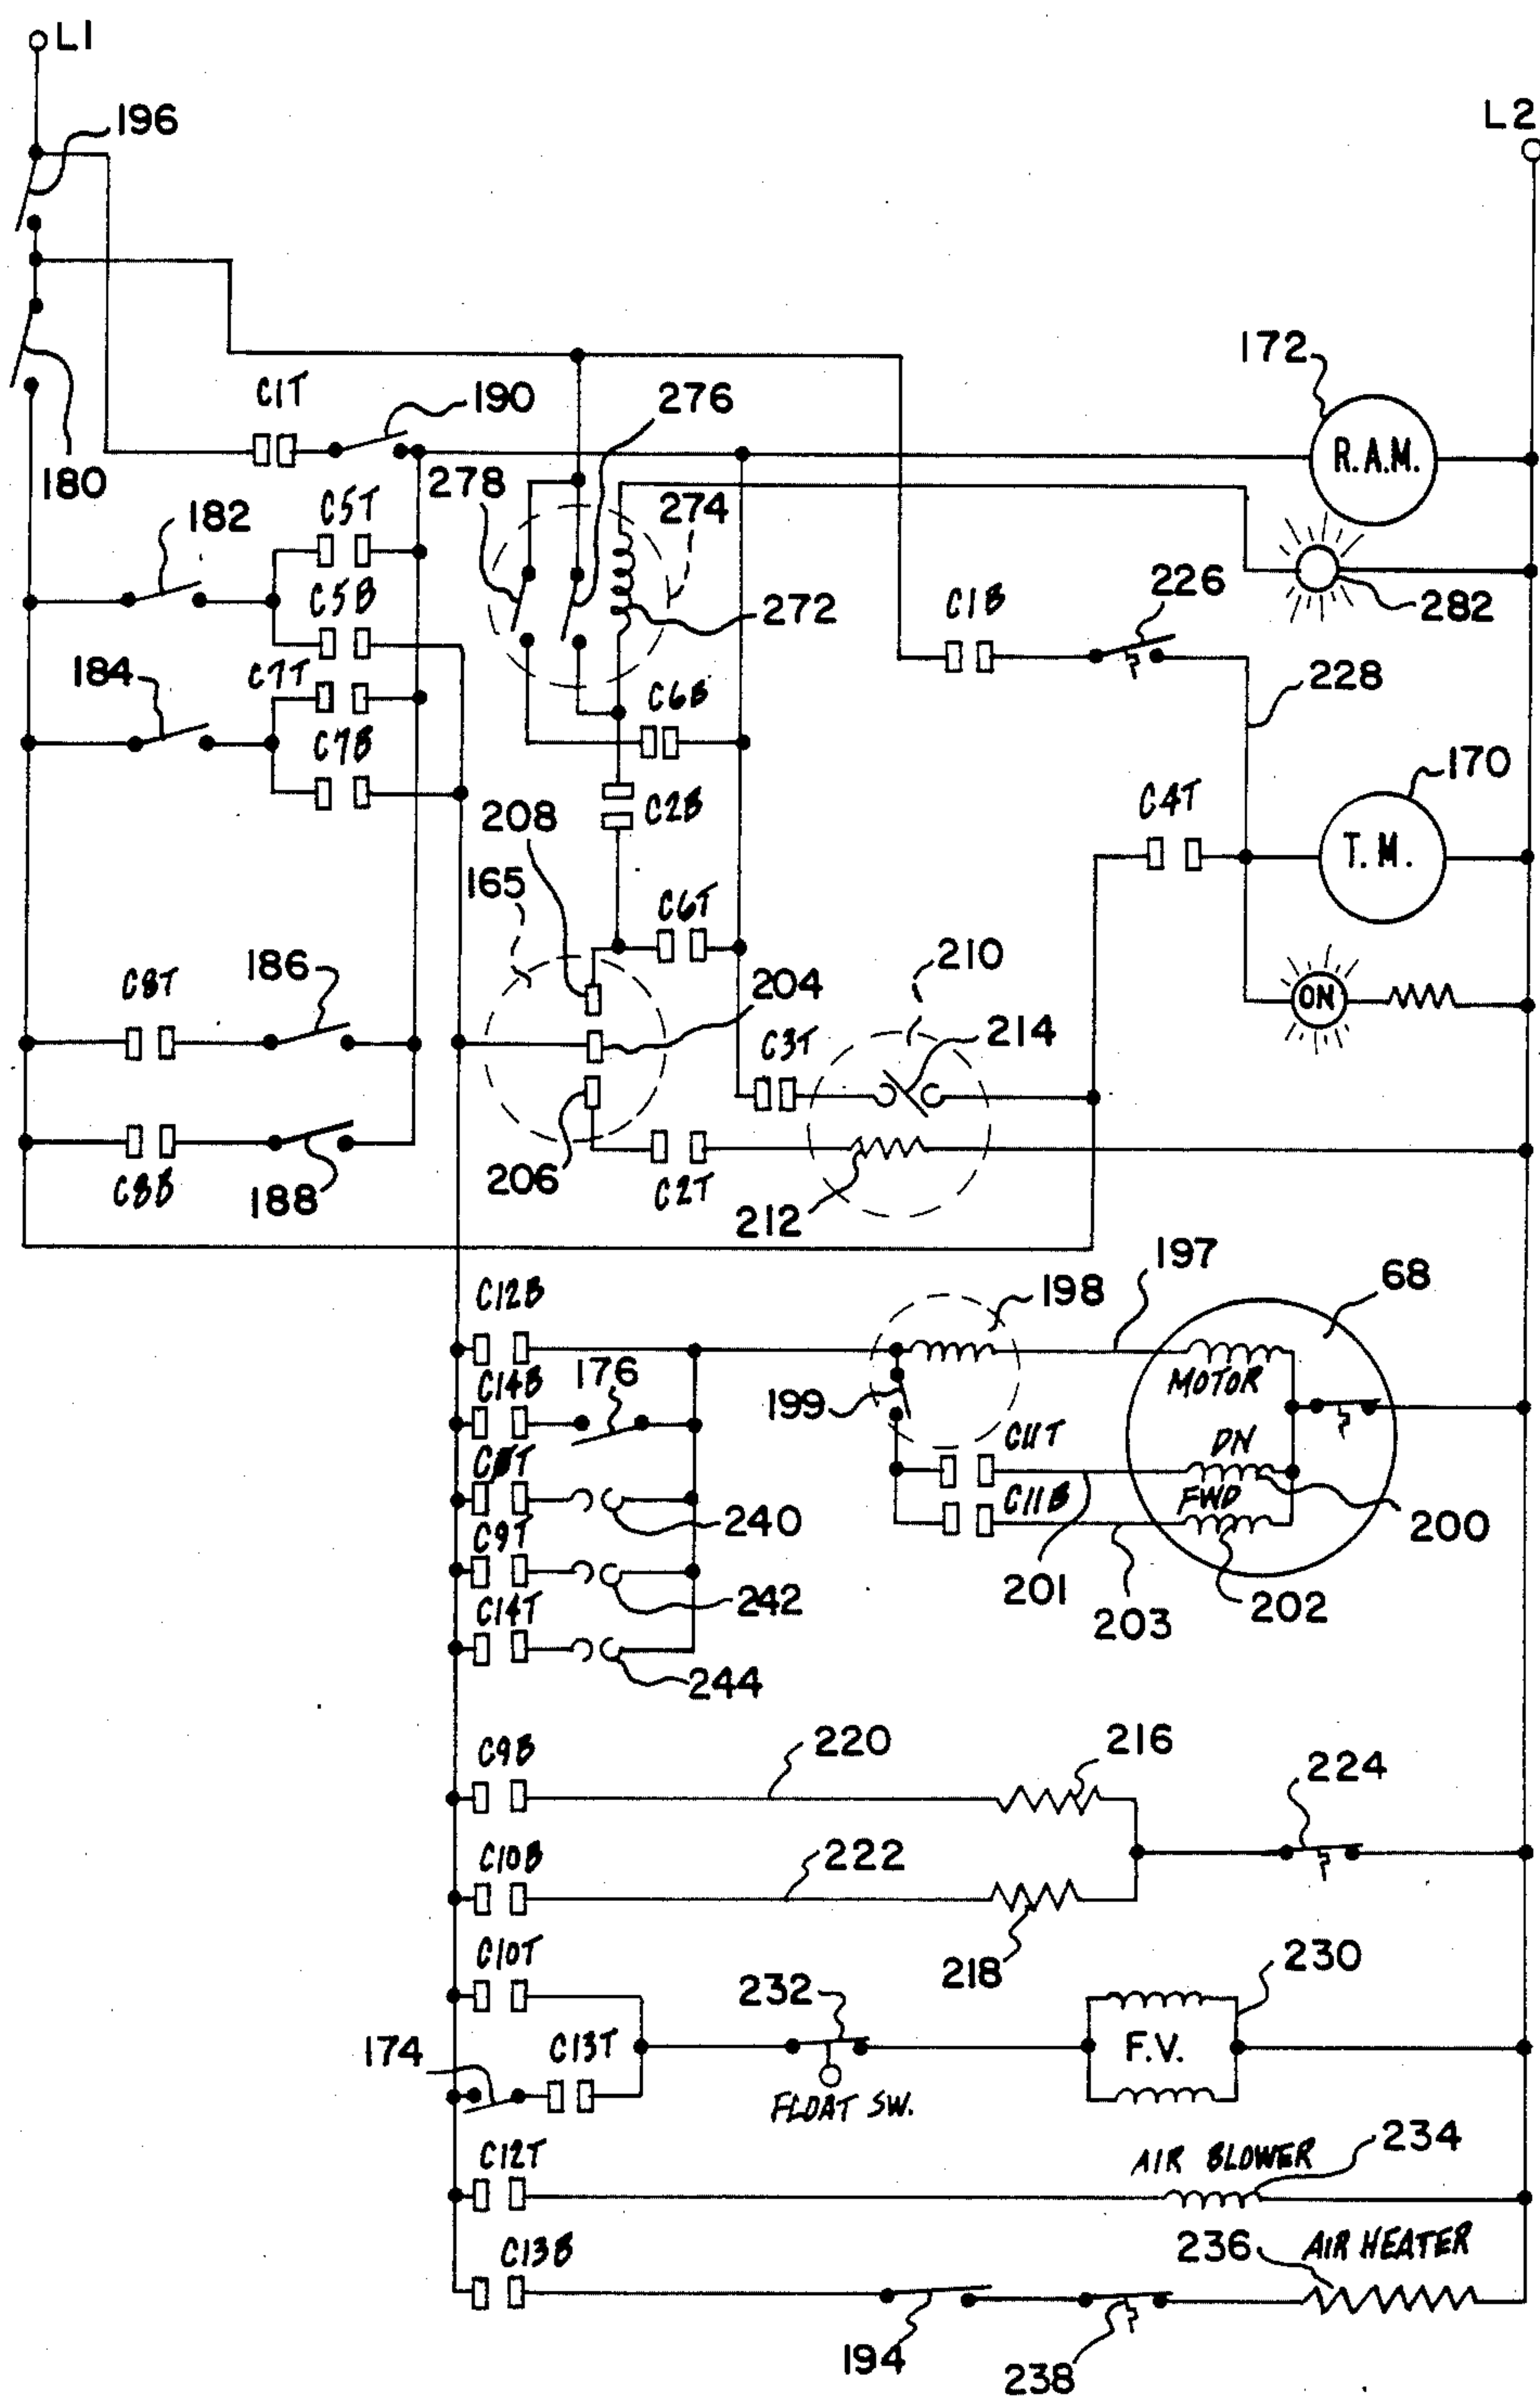 L1
L2
196
172
C1T
190
276
R.A.M.
180
278
274
182
C5T
C5B
272
C1B
226
282
184
C7T
C6B
228
C7B
C2B
208
C4T
170
T.M.
165
C6T
C8T
186
204
210
ON
C3T
214
C8B
188
206
C2T
212
197
68
C12B
198
C14B
176
199
MOTOR
C11T
DN
240
C11B
FWD
C9T
201
200
242
C14T
203
202
244
C9B
220
216
224
C10B
222
218
C10T
232
230
174
C13T
F.V.
FLOAT SW.
C12T
AIR BLOWER
234
C13B
236
AIR HEATER
194
238